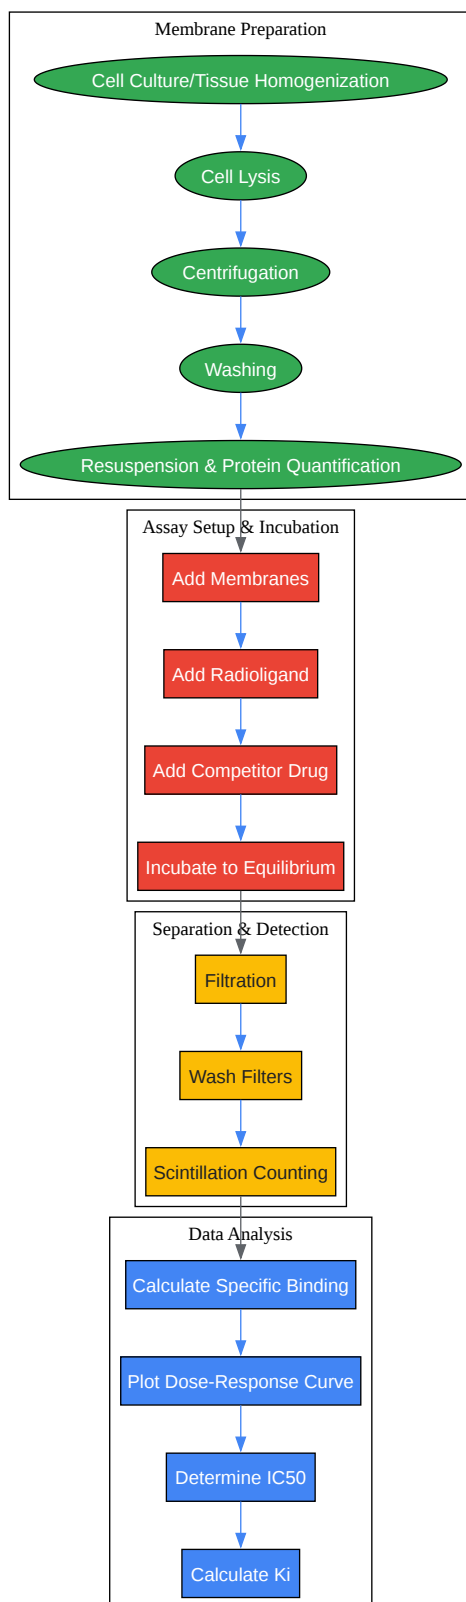 Membrane Preparation
Cell Culture/Tissue Homogenization
Cell Lysis
Centrifugation
Washing
Resuspension & Protein Quantification
Assay Setup & Incubation
Add Membranes
Add Radioligand
Add Competitor Drug
Incubate to Equilibrium
Separation & Detection
Filtration
Wash Filters
Scintillation Counting
Data Analysis
Calculate Specific Binding
Plot Dose-Response Curve
Determine IC50
Calculate Ki